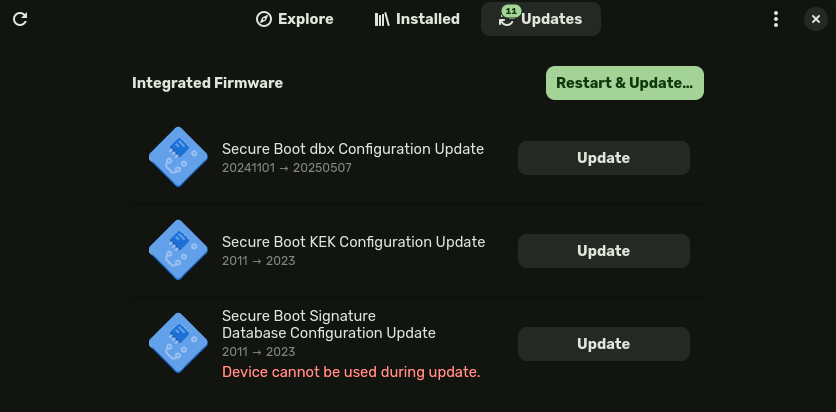 Explore
Installed
11
Updates
Integrated Firmware
Restart & Update...
Secure Boot dbx Configuration Update
20241101 → 20250507
Update
Secure Boot KEK Configuration Update
2011 → 2023
Update
Secure Boot Signature
Database Configuration Update
2011 → 2023
Device cannot be used during update.
Update